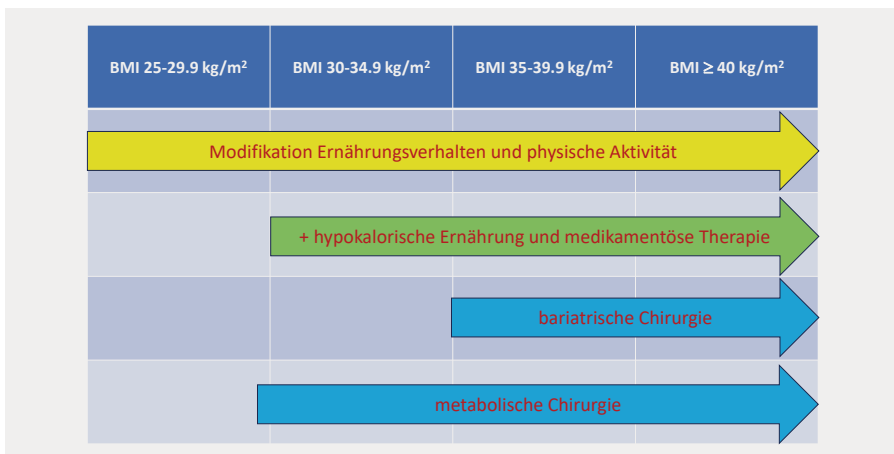 BMI 25-29.9 kg/m² BMI 30-34.9 kg/m² BMI 35-39.9 kg/m² BMI ≥ 40 kg/m²
Modifikation Ernährungsverhalten und physische Aktivität
+ hypokalorische Ernährung und medikamentöse Therapie
bariatrische Chirurgie
metabolische Chirurgie